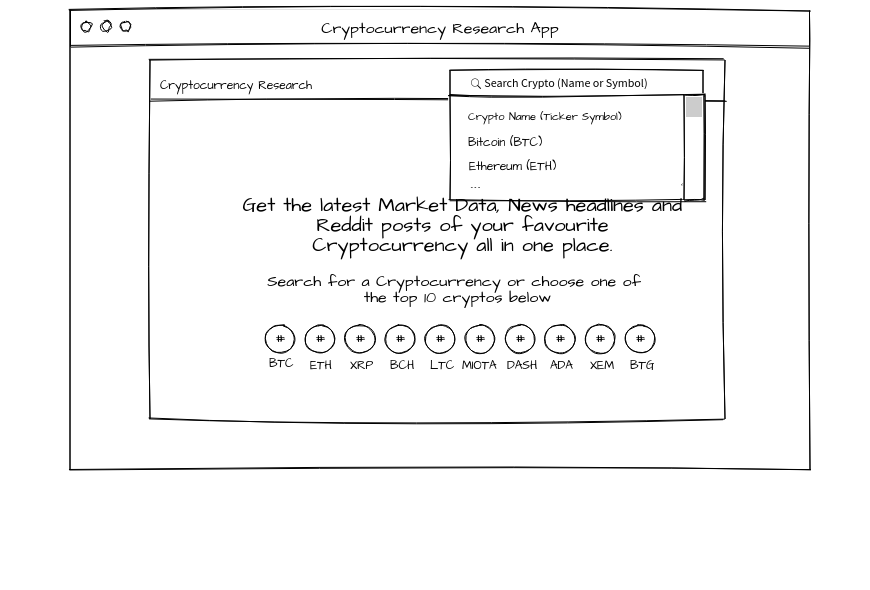 Cryptocurrency Research App
Cryptocurrency Research
Search Crypto (Name or Symbol)
Crypto Name (Ticker Symbol)
Bitcoin (BTC)
Ethereum (ETH)
...
Get the latest Market Data, News headlines and
Reddit posts of your favourite
Cryptocurrency all in one place.
Search for a Cryptocurrency or choose one of
the top 10 cryptos below
# # # # # # # # # #
BTC ETH XRP BCH LTC MIOTA DASH ADA XEM BTG